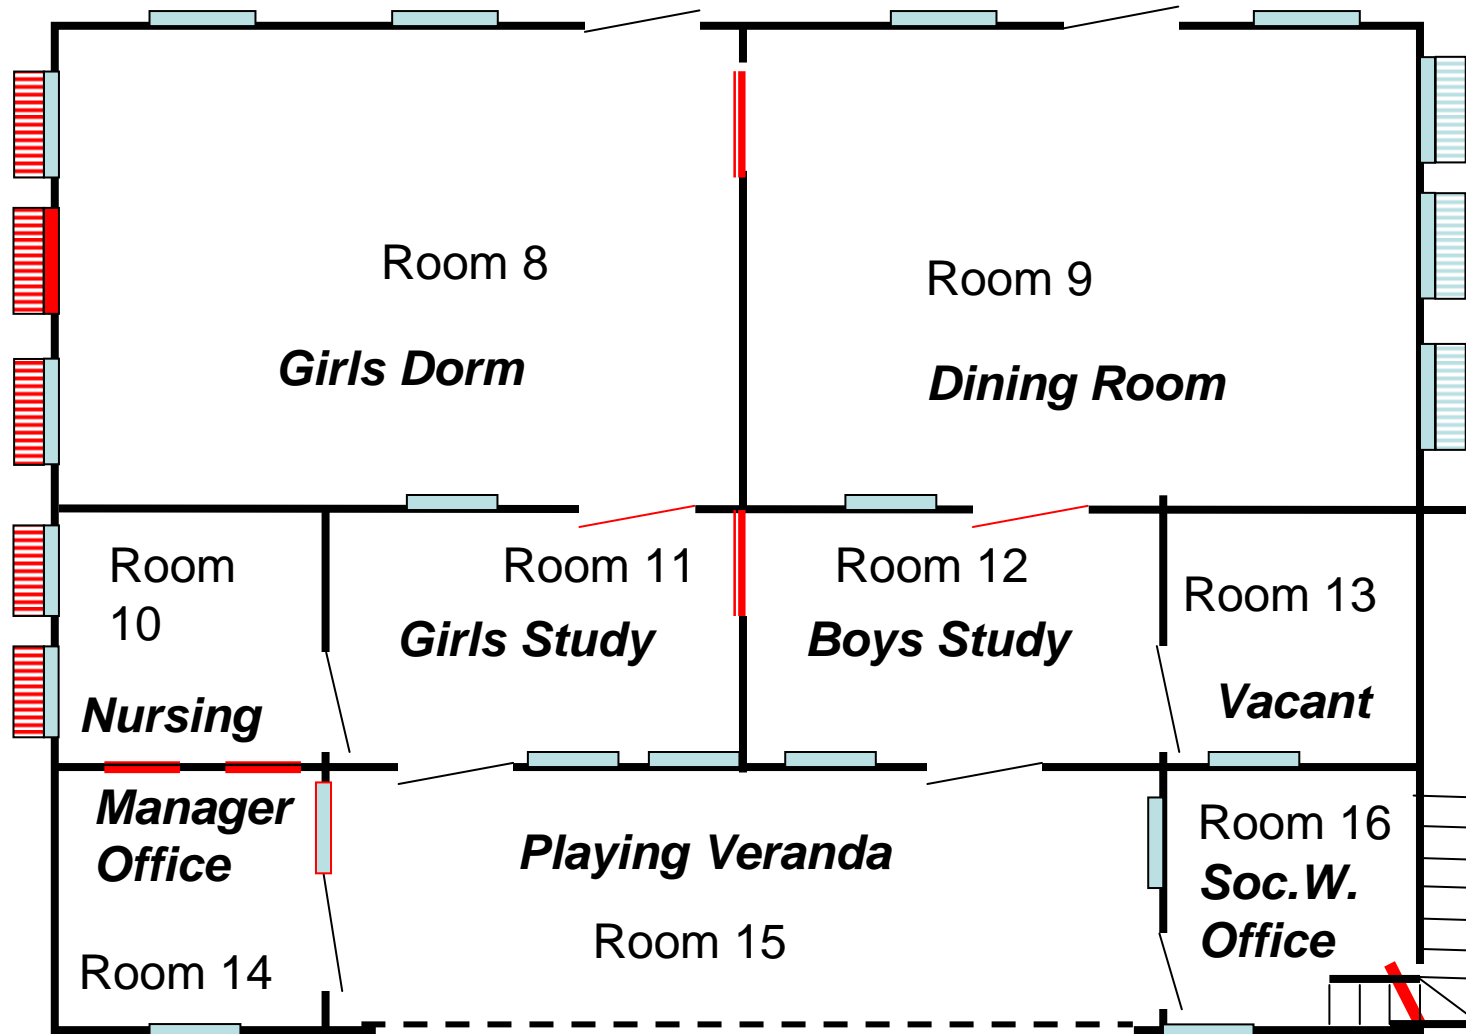 Room 8
Girls Dorm
Room 9
Dining Room
Room
10
Nursing
Room 11
Girls Study
Room 12
Boys Study
Room 13
Vacant
Manager
Office
Room 14
Playing Veranda
Room 15
Room 16
Soc.W.
Office